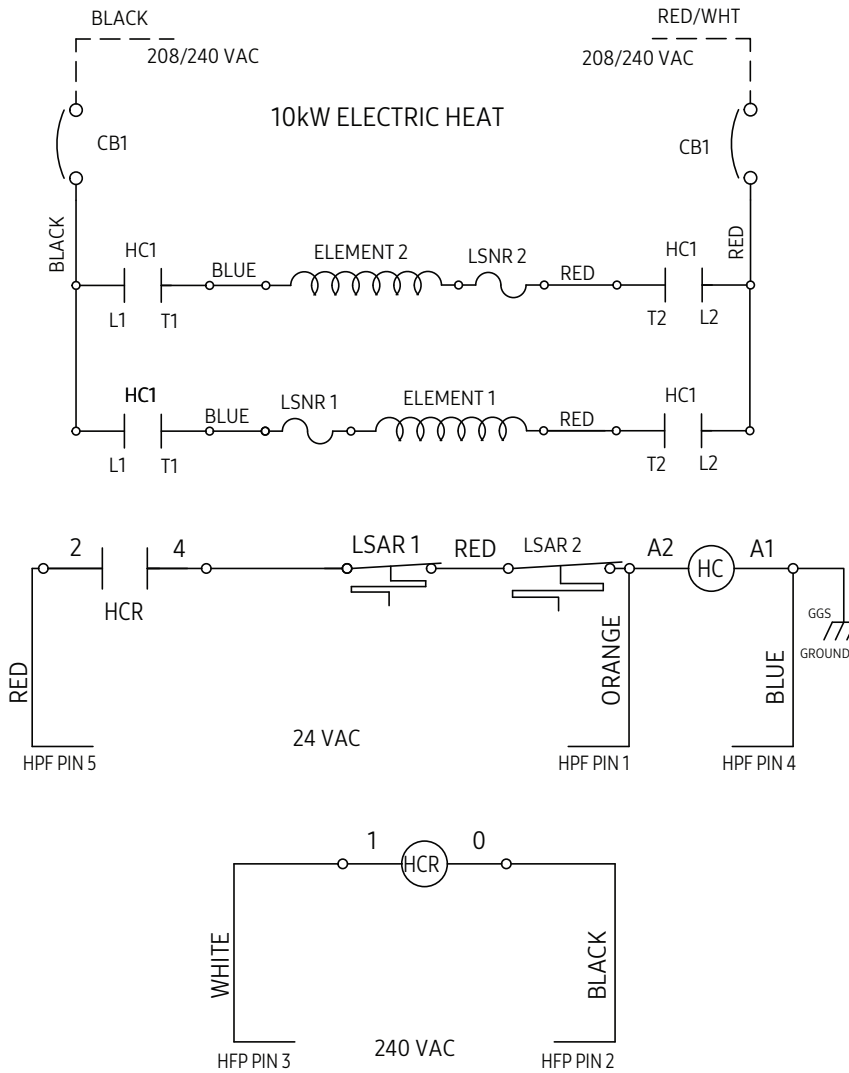 BLACK
RED/WHT
208/240 VAC
208/240 VAC
10kW ELECTRIC HEAT
CB1
CB1
BLACK
RED
HC1
ELEMENT 2
LSNR 2
HC1
BLUE
RED
L1
T1
T2
L2
HC1
LSNR 1
ELEMENT 1
HC1
BLUE
RED
L1
T1
T2
L2
2
4
LSAR 1
RED
LSAR 2
A2
HC
A1
HCR
GGS
GROUND
RED
ORANGE
BLUE
24 VAC
HPF PIN 5
HPF PIN 1
HPF PIN 4
1
HCR
0
WHITE
BLACK
240 VAC
HFP PIN 3
HFP PIN 2